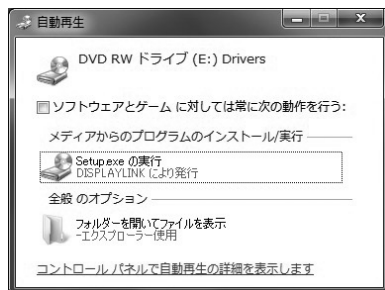 自動再生
DVD RW ドライブ (E:) Drivers
ソフトウェアとゲーム に対しては常に次の動作を行う:
メディアからのプログラムのインストール/実行
Setup.exe の実行
DISPLAYLINK により発行
全般 のオプション
フォルダーを開いてファイルを表示
-エクスプローラー使用
コントロール パネルで自動再生の詳細を表示します